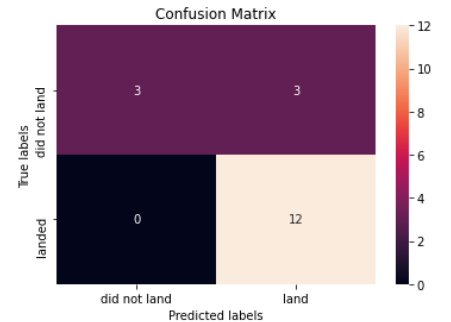 Confusion Matrix
True labels
did not land
landed
3 3
0 12
did not land land
Predicted labels
12
10
8
6
4
2
0